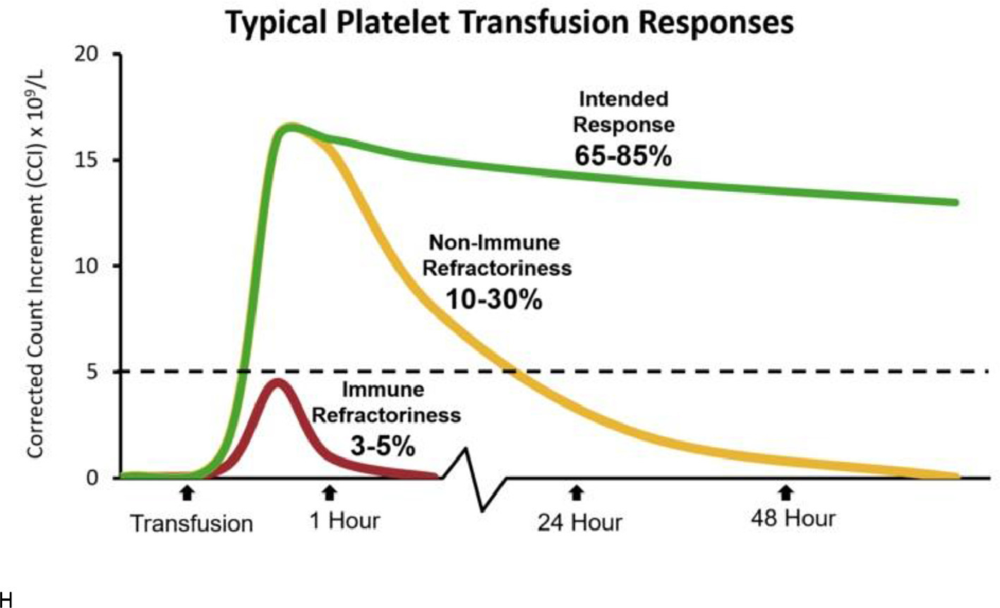 Typical Platelet Transfusion Responses
Corrected Count Increment (CCI) x 10⁹/L
20
15
10
5
0
Intended
Response
65-85%
Non-Immune
Refractoriness
10-30%
Immune
Refractoriness
3-5%
Transfusion
1 Hour
24 Hour
48 Hour
H